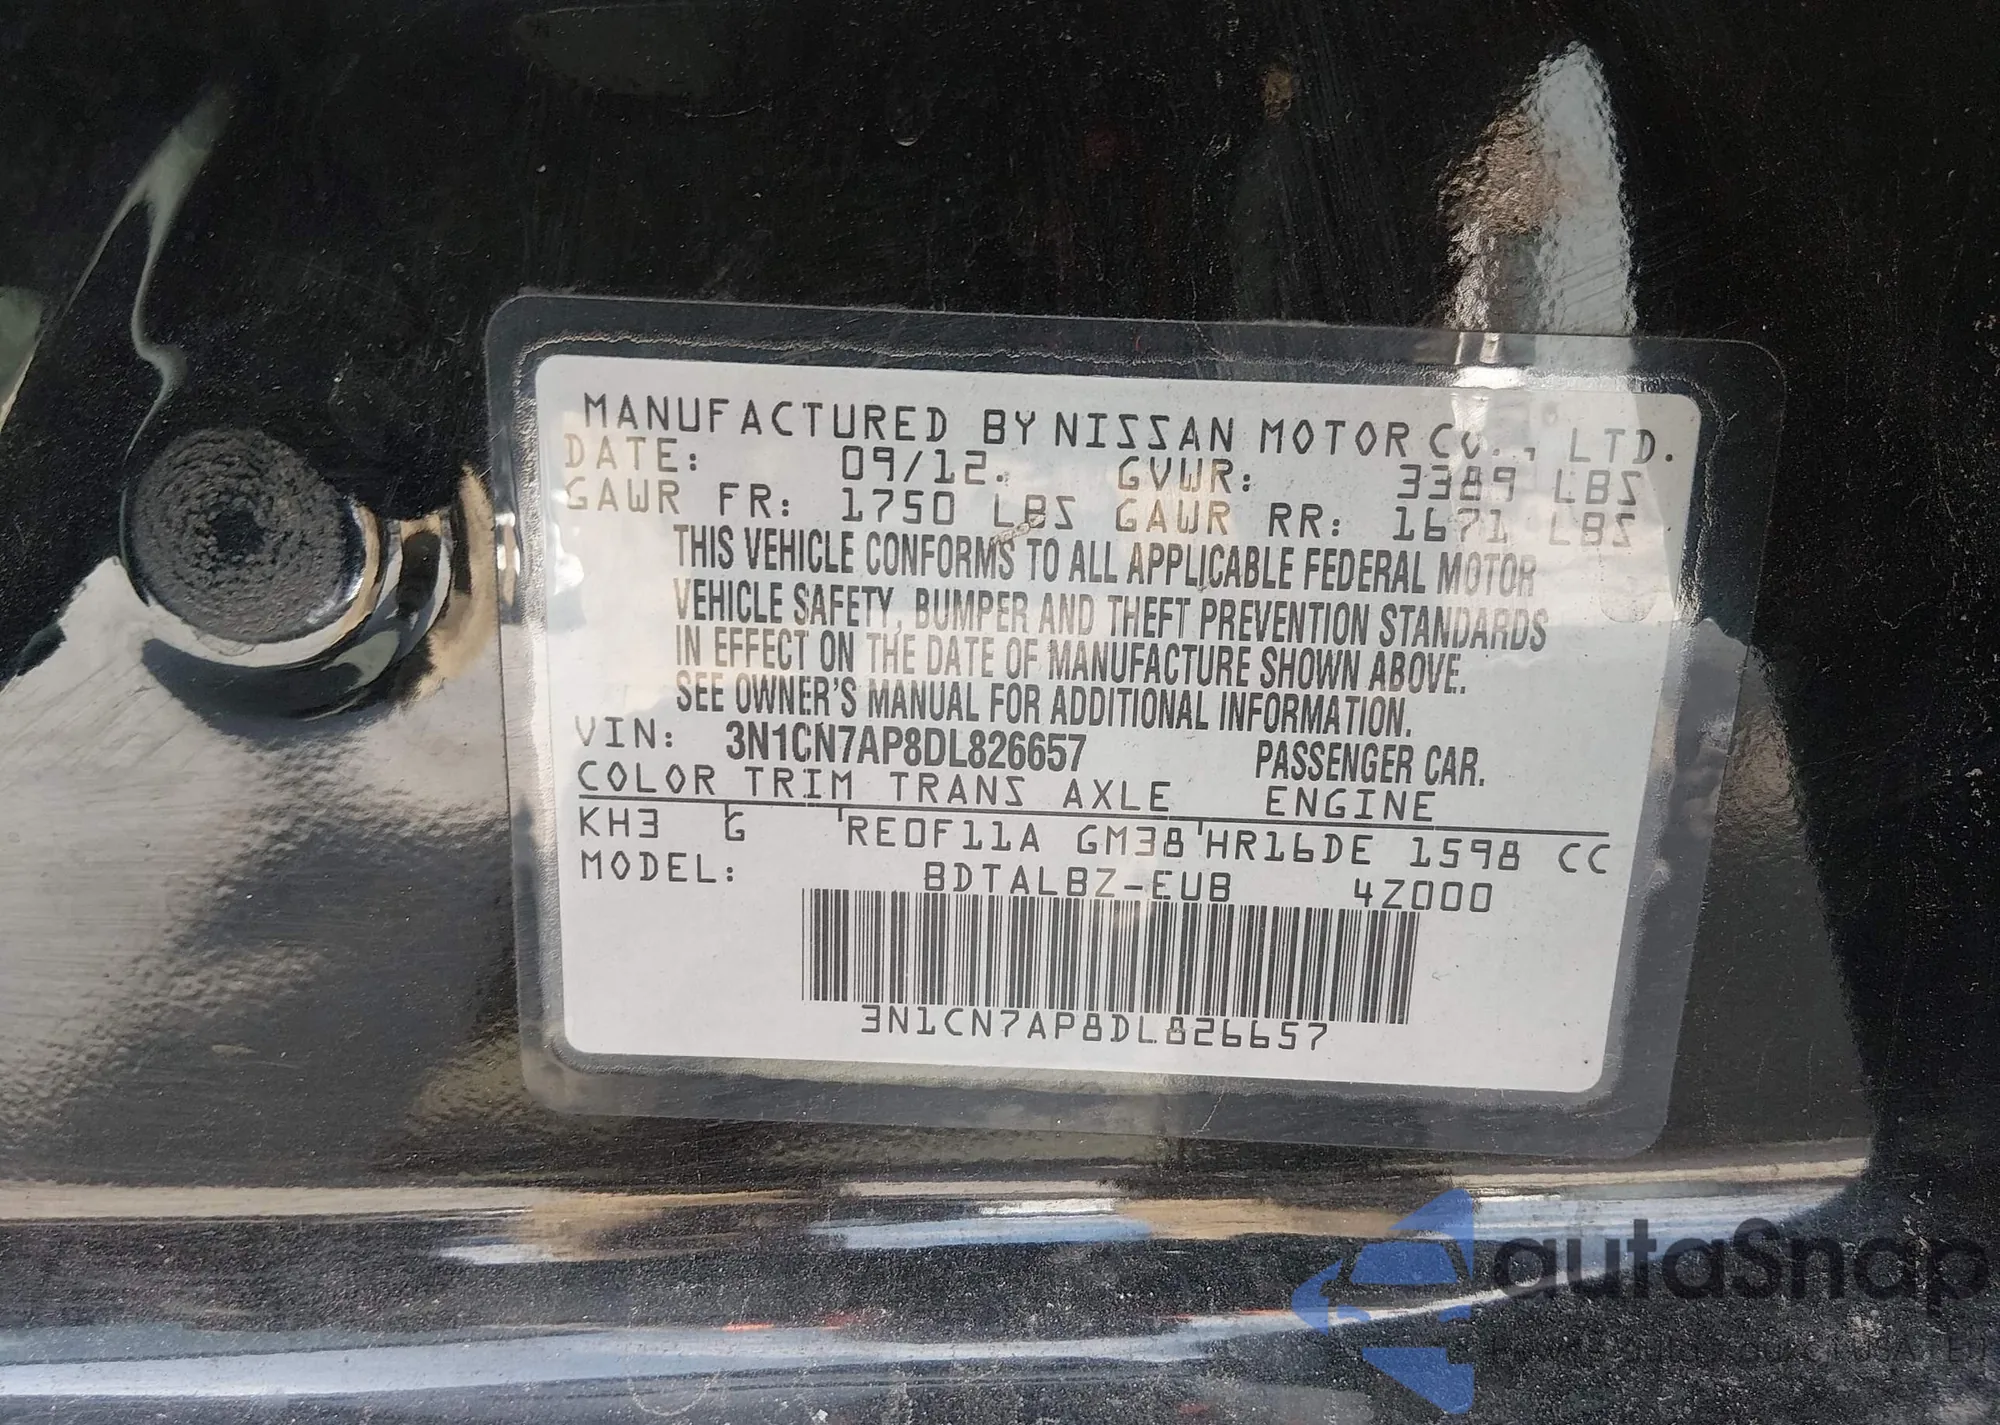 MANUFACTURED BY NISSAN MOTOR CO., LTD.
DATE: 09/12. GVWR: 3389 LBS
GAWR FR: 1750 LBS GAWR RR: 1671 LBS
THIS VEHICLE CONFORMS TO ALL APPLICABLE FEDERAL MOTOR
VEHICLE SAFETY, BUMPER AND THEFT PREVENTION STANDARDS
IN EFFECT ON THE DATE OF MANUFACTURE SHOWN ABOVE.
SEE OWNER'S MANUAL FOR ADDITIONAL INFORMATION.
VIN: 3N1CN7AP8DL826657 PASSENGER CAR.
COLOR TRIM TRANS AXLE ENGINE
KH3 G RE0F11A GM38 HR16DE 1598 CC
MODEL: BDTALBZ-EUB 4Z000
3N1CN7AP8DL826657
autaSnap